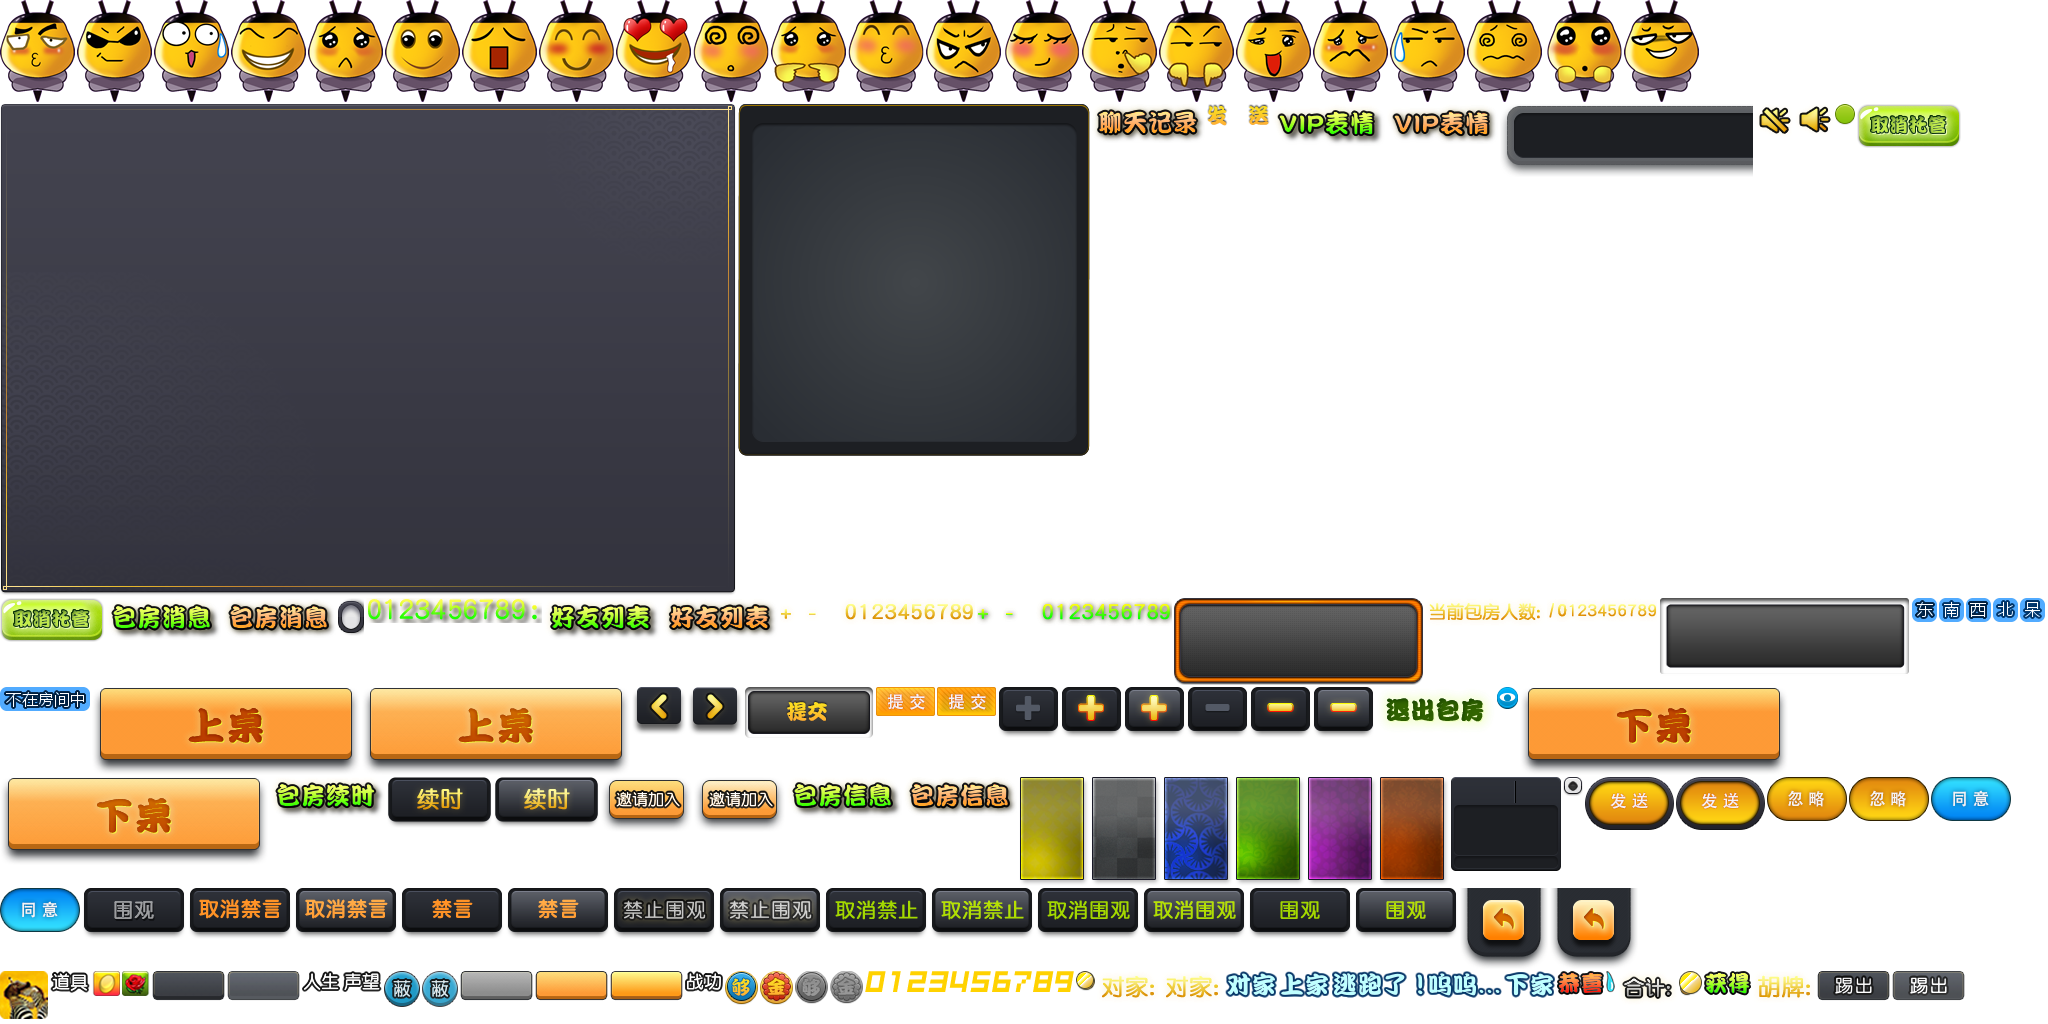 聊天记录 发 送 VIP表情 VIP表情 取消托管
取消托管 包房消息 包房消息 0123456789: 好友列表 好友列表 + - 0123456789 + - 0123456789 当前包房人数: /0123456789 东 南 西 北 呆
不在房间中 上桌 上桌 提交 提交 提交 退出包房 下桌
下桌 包房续时 续时 续时 邀请加入 邀请加入 包房信息 包房信息 发送 发送 忽略 忽略 同意
同意 围观 取消禁言 取消禁言 禁言 禁言 禁止围观 禁止围观 取消禁止 取消禁止 取消围观 取消围观 围观 围观
道具 人生 声望 蔽 蔽 战功 够 金 够 金 0123456789 对家: 对家: 对家 上家 逃跑了!呜呜... 下家 恭喜 合计: 获得 胡牌: 踢出 踢出